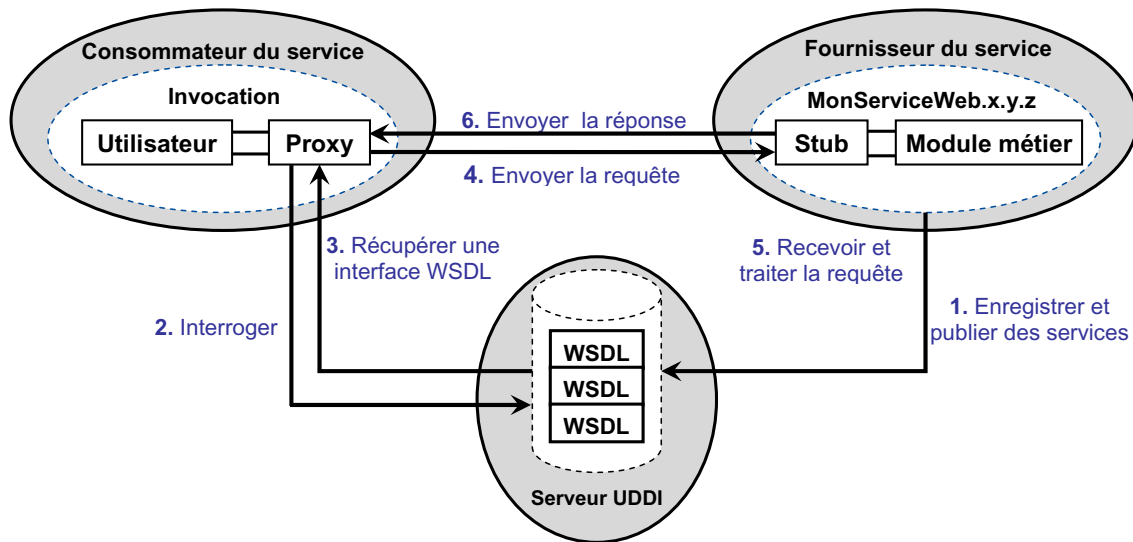 Consommateur du service
Invocation
Utilisateur
Proxy
Fournisseur du service
MonServiceWeb.x.y.z
Stub
Module métier
6. Envoyer la réponse
4. Envoyer la requête
3. Récupérer une
interface WSDL
5. Recevoir et
traiter la requête
2. Interroger
1. Enregistrer et
publier des services
WSDL
WSDL
WSDL
Serveur UDDI